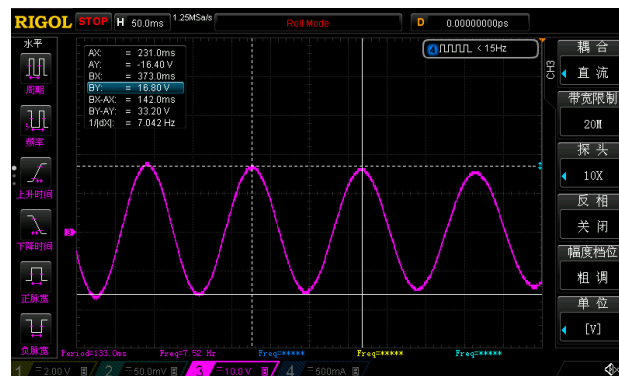 RIGOL STOP H 50.0ms 1.25MSa/s Roll Mode D 0.00000000ps
水平
周期
频率
上升时间
下降时间
正脉宽
负脉宽
AX: = 231.0ms
AY: = -16.40 V
BX: = 373.0ms
BY: = 16.80 V
BX-AX: = 142.0ms
BY-AY: = 33.20 V
1/|dX|: = 7.042 Hz
4 < 15Hz
3
CH3
耦 合
直 流
带宽限制
20M
探 头
10X
反 相
关 闭
幅度档位
粗 调
单 位
[V]
Period=133.0ms Freq=7.52 Hz Freq=***** Freq=***** Freq=*****
1 =2.00 V 2 =50.0mV 3 =10.0 V 4 =500mA